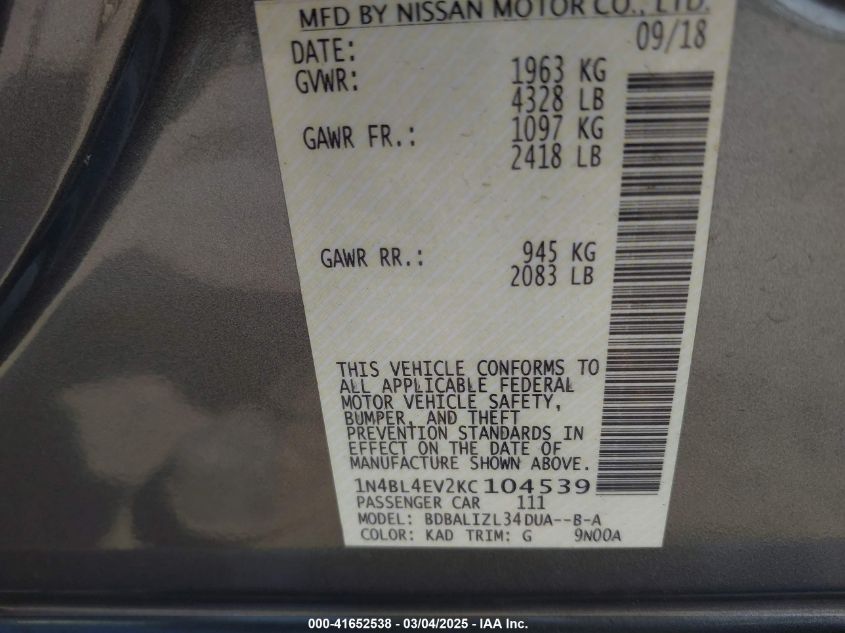 MFD BY NISSAN MOTOR CO., LTD.
DATE: 09/18
GVWR: 1963 KG
4328 LB
GAWR FR.: 1097 KG
2418 LB
GAWR RR.: 945 KG
2083 LB
THIS VEHICLE CONFORMS TO
ALL APPLICABLE FEDERAL
MOTOR VEHICLE SAFETY,
BUMPER, AND THEFT
PREVENTION STANDARDS IN
EFFECT ON THE DATE OF
MANUFACTURE SHOWN ABOVE.
1N4BL4EV2KC104539
PASSENGER CAR 111
MODEL: BDBALIZL34DUA--B-A
COLOR: KAD TRIM: G 9N00A
000-41652538 - 03/04/2025 - IAA Inc.